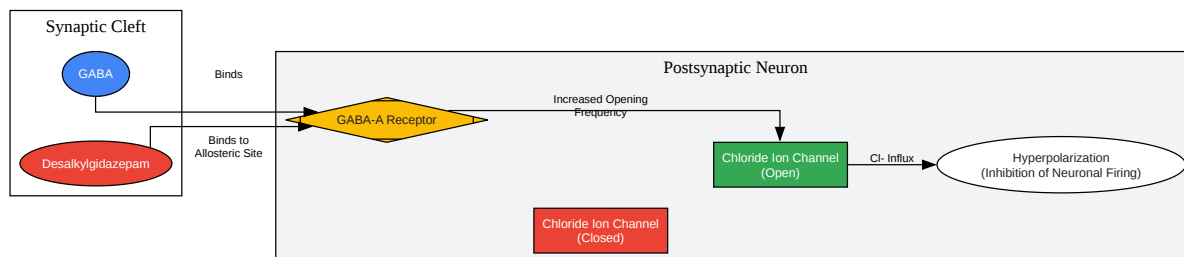 Synaptic Cleft
GABA
Desalkylgidazepam
Binds
Binds to
Allosteric Site
Postsynaptic Neuron
GABA-A Receptor
Increased Opening
Frequency
Chloride Ion Channel
(Open)
Cl- Influx
Hyperpolarization
(Inhibition of Neuronal Firing)
Chloride Ion Channel
(Closed)